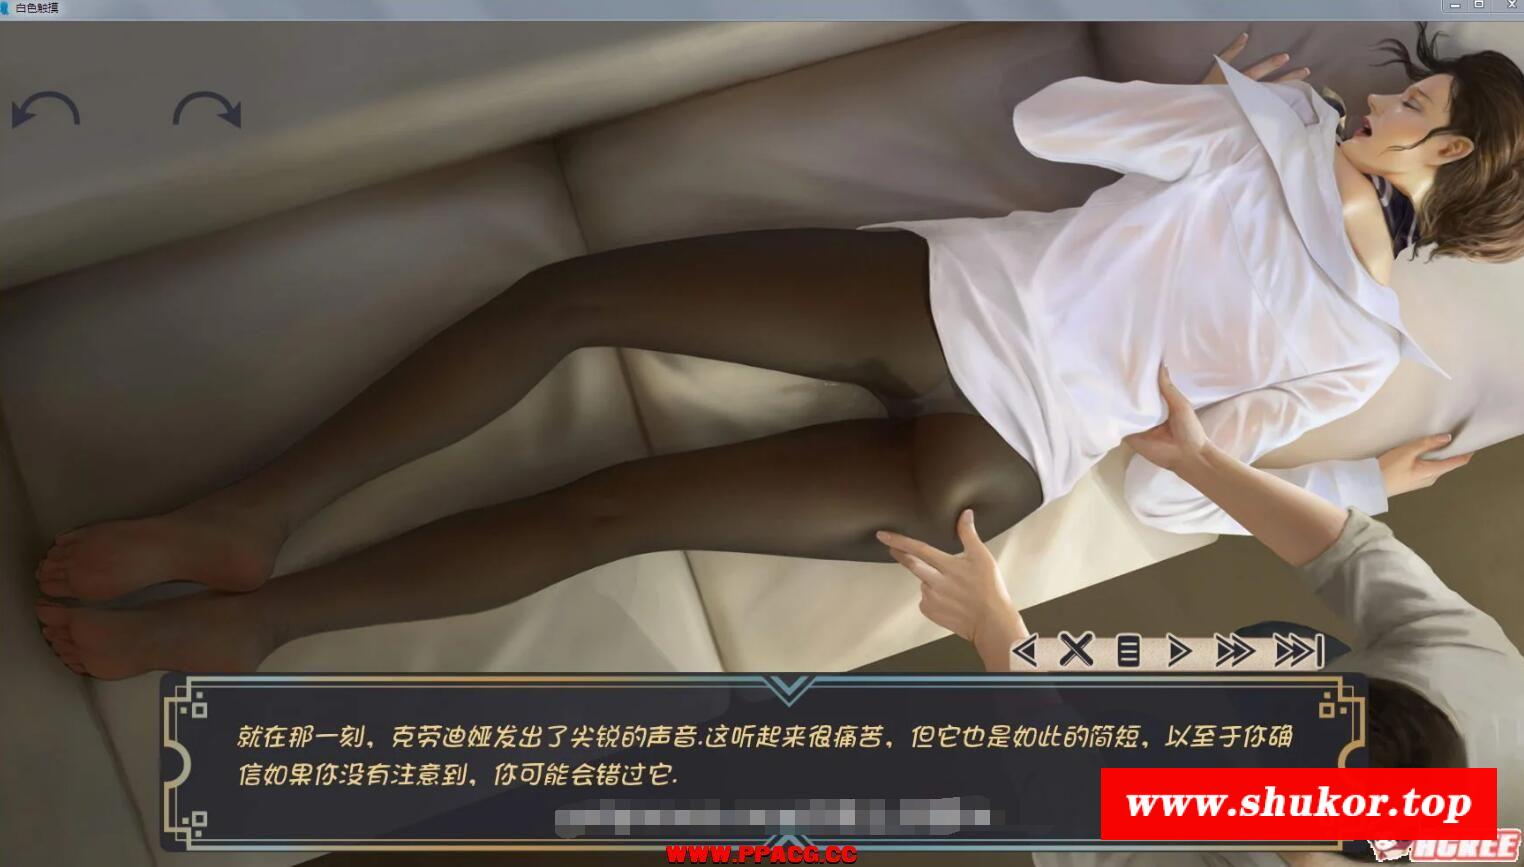 白色触摸
就在那一刻，克劳迪娅发出了尖锐的声音.这听起来很痛苦，但它也是如此的简短，以至于你确
信如果你没有注意到，你可能会错过它.
www.shukor.top
WWW.PPACG.CC
AGREE